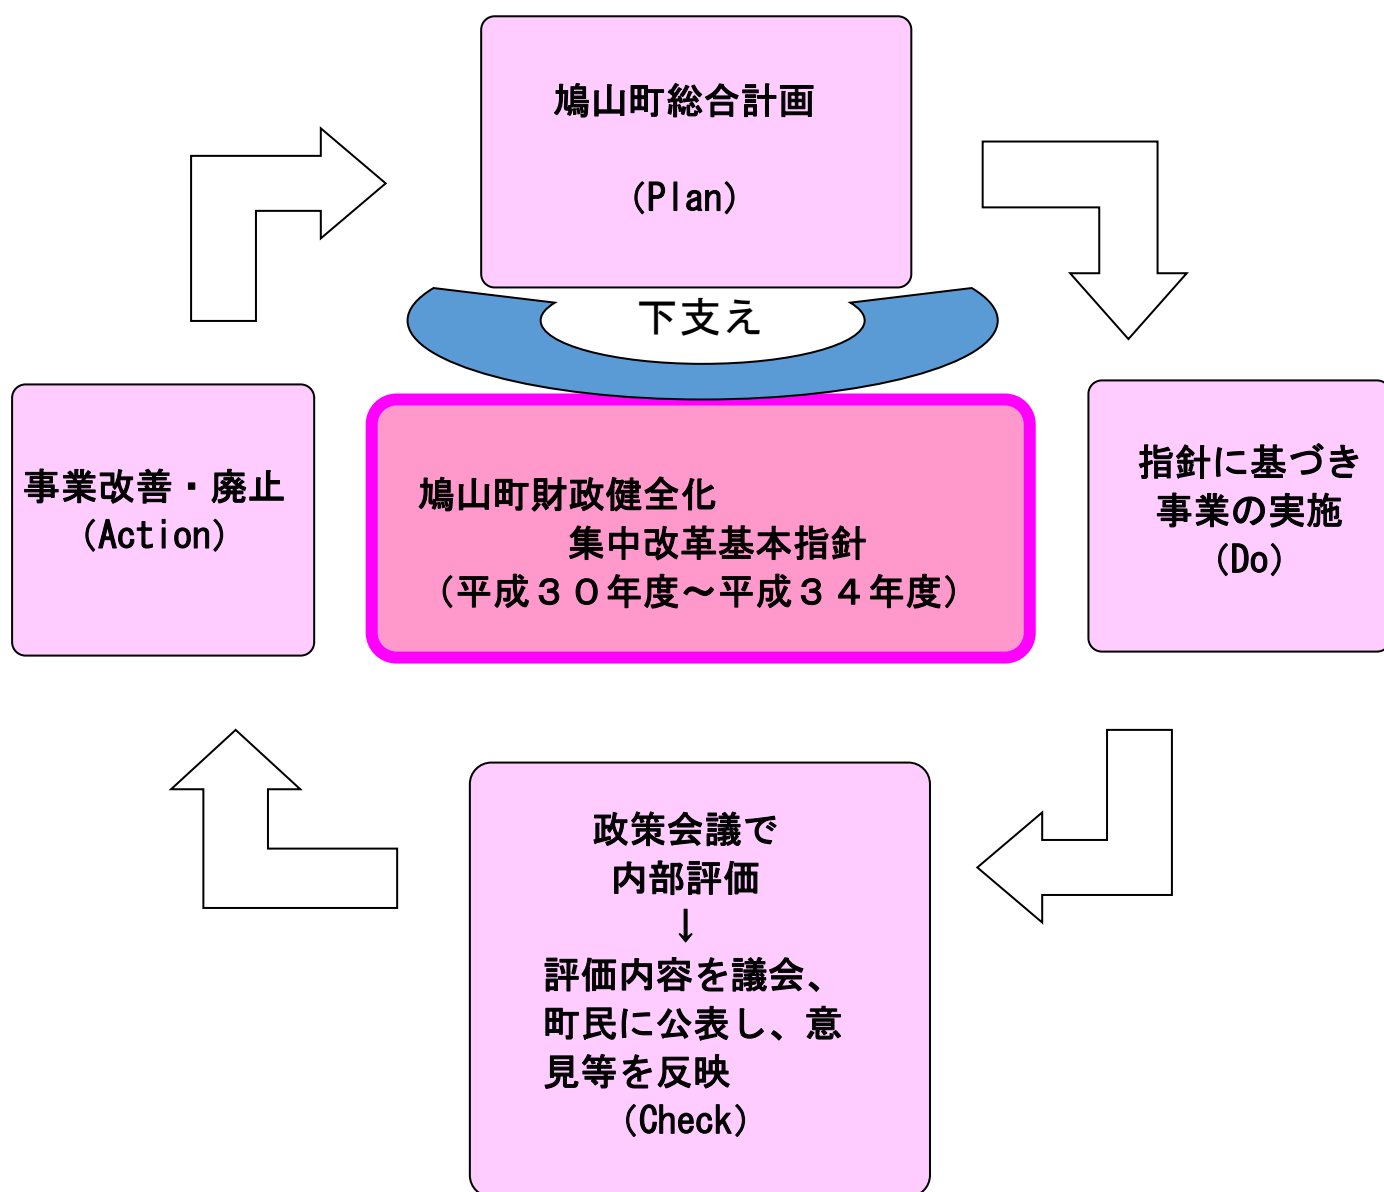 鳩山町総合計画
(Plan)
下支え
事業改善・廃止
(Action)
鳩山町財政健全化
集中改革基本指針
（平成３０年度～平成３４年度）
指針に基づき
事業の実施
(Do)
政策会議で
内部評価
↓
評価内容を議会、
町民に公表し、意
見等を反映
(Check)